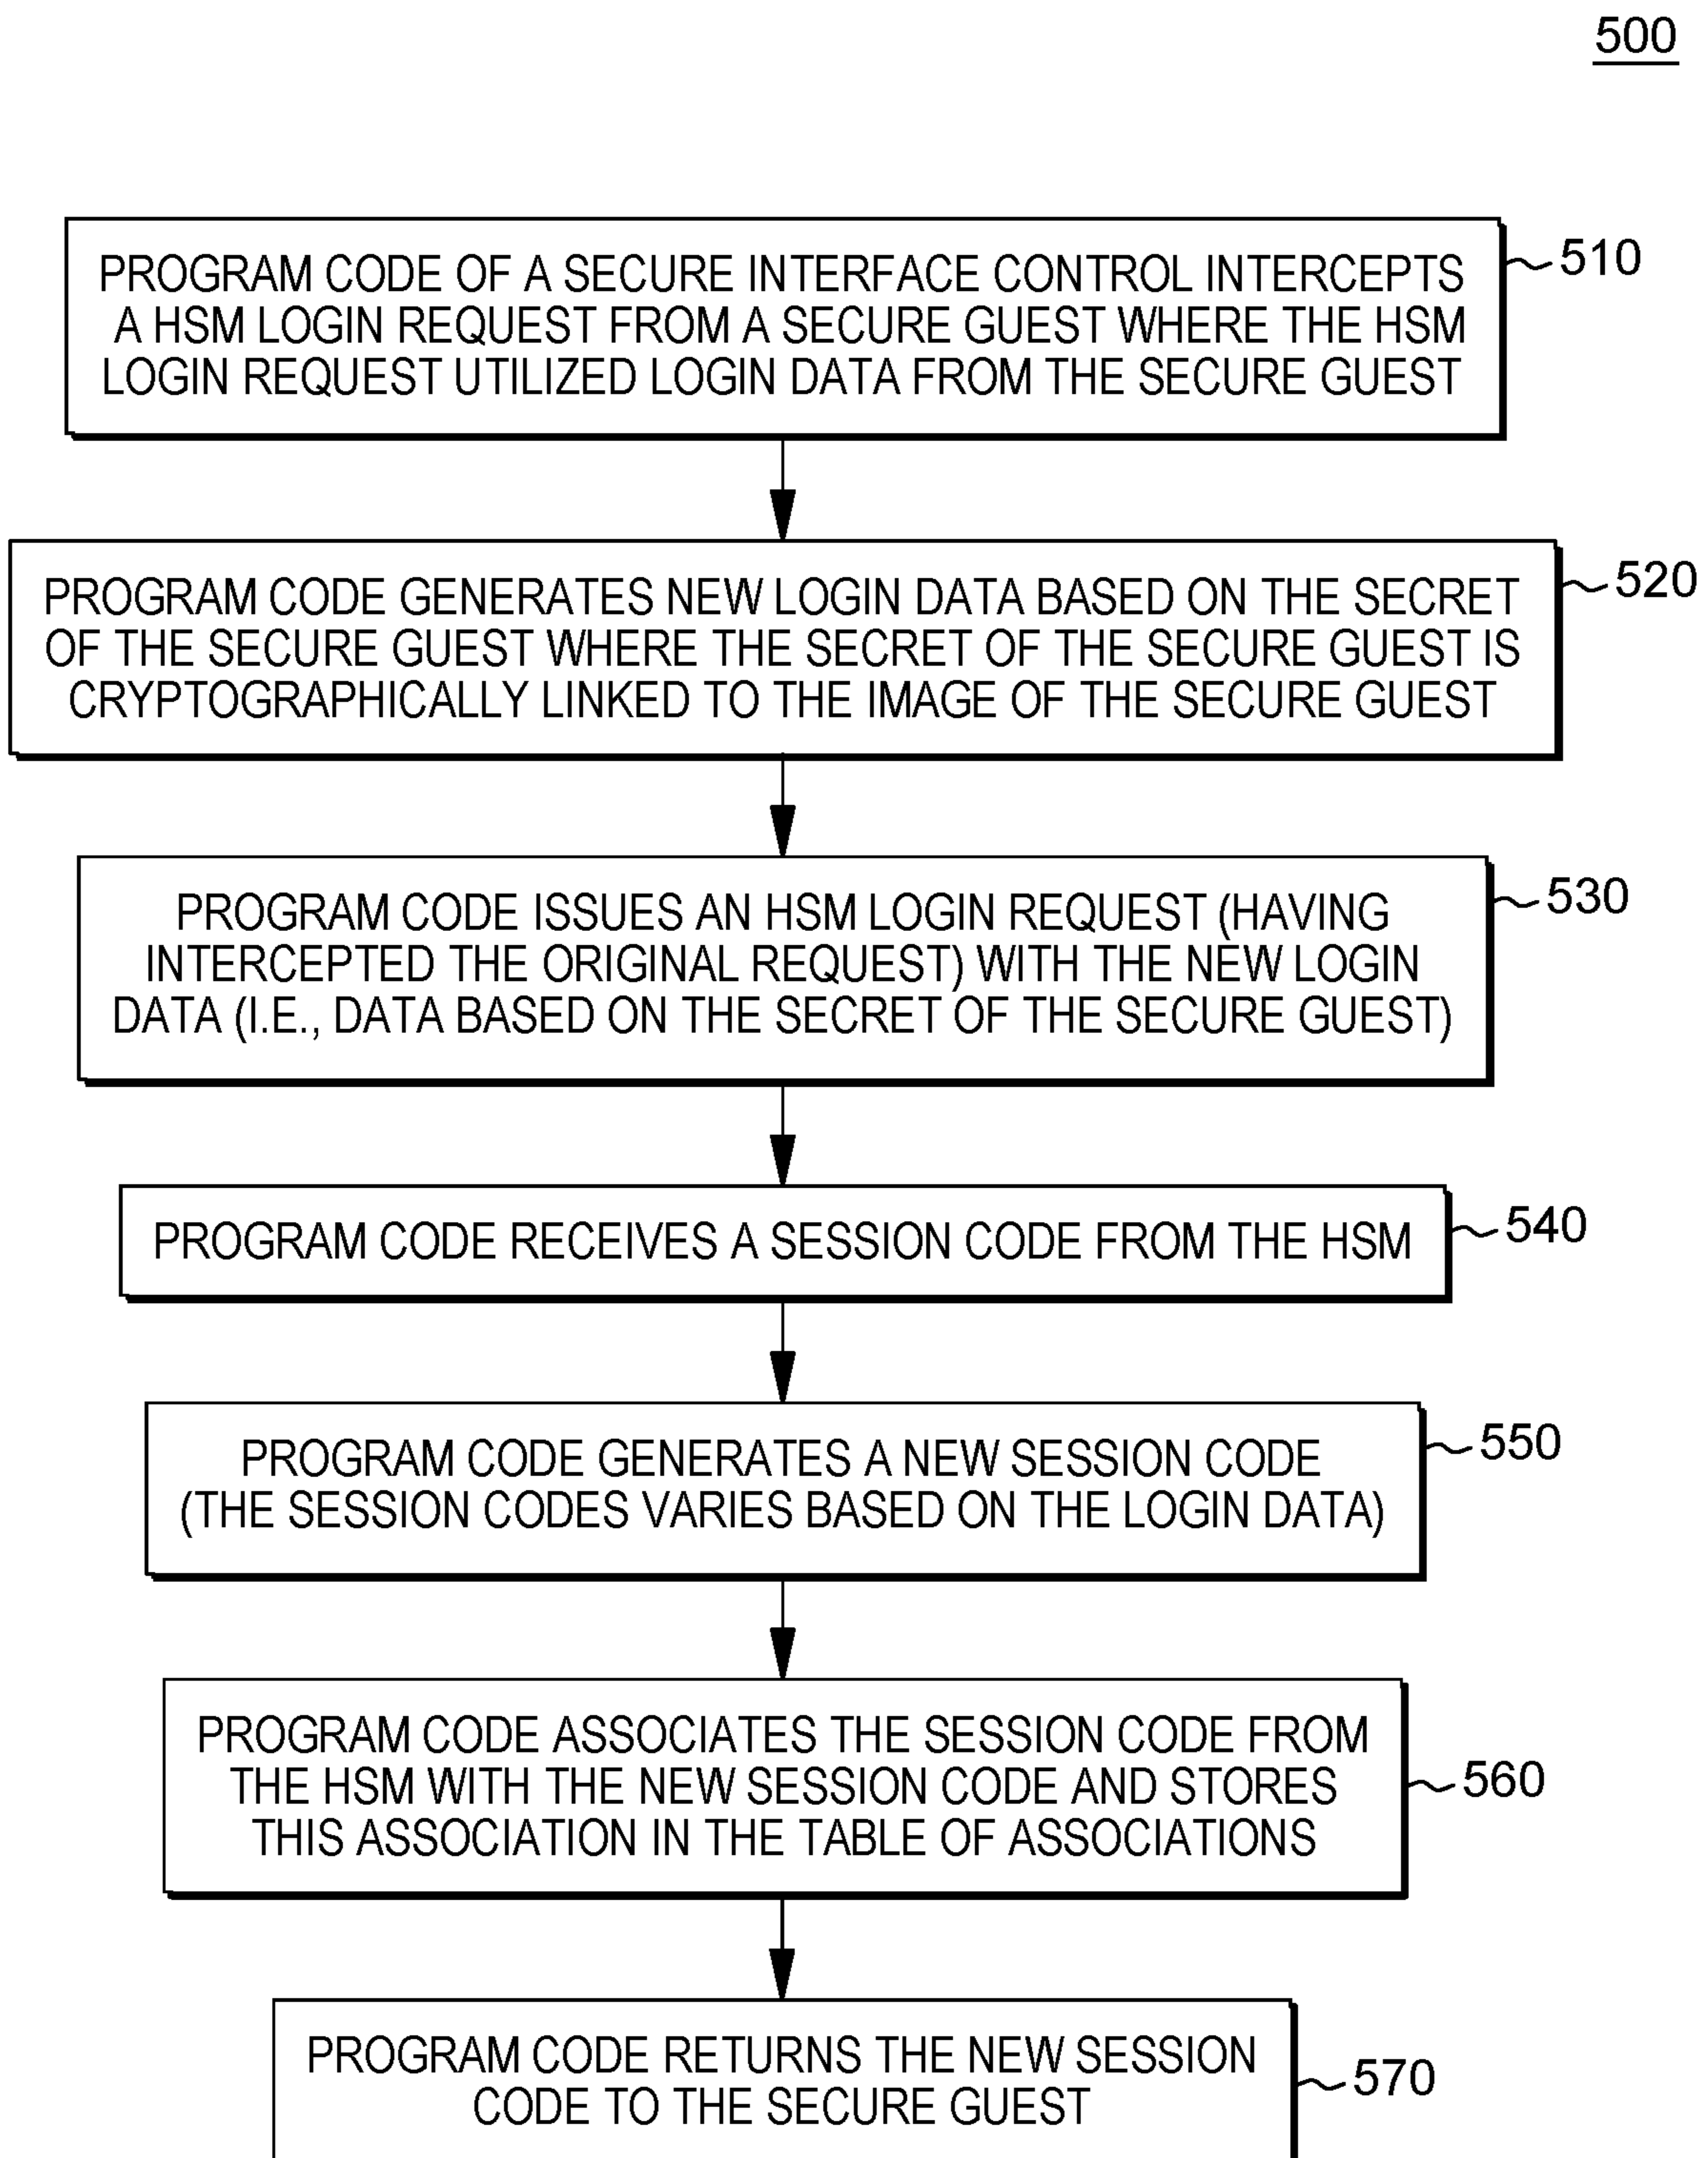 500
PROGRAM CODE OF A SECURE INTERFACE CONTROL INTERCEPTS
A HSM LOGIN REQUEST FROM A SECURE GUEST WHERE THE HSM
LOGIN REQUEST UTILIZED LOGIN DATA FROM THE SECURE GUEST
510
PROGRAM CODE GENERATES NEW LOGIN DATA BASED ON THE SECRET
OF THE SECURE GUEST WHERE THE SECRET OF THE SECURE GUEST IS
CRYPTOGRAPHICALLY LINKED TO THE IMAGE OF THE SECURE GUEST
520
PROGRAM CODE ISSUES AN HSM LOGIN REQUEST (HAVING
INTERCEPTED THE ORIGINAL REQUEST) WITH THE NEW LOGIN
DATA (I.E., DATA BASED ON THE SECRET OF THE SECURE GUEST)
530
PROGRAM CODE RECEIVES A SESSION CODE FROM THE HSM
540
PROGRAM CODE GENERATES A NEW SESSION CODE
(THE SESSION CODES VARIES BASED ON THE LOGIN DATA)
550
PROGRAM CODE ASSOCIATES THE SESSION CODE FROM
THE HSM WITH THE NEW SESSION CODE AND STORES
THIS ASSOCIATION IN THE TABLE OF ASSOCIATIONS
560
PROGRAM CODE RETURNS THE NEW SESSION
CODE TO THE SECURE GUEST
570